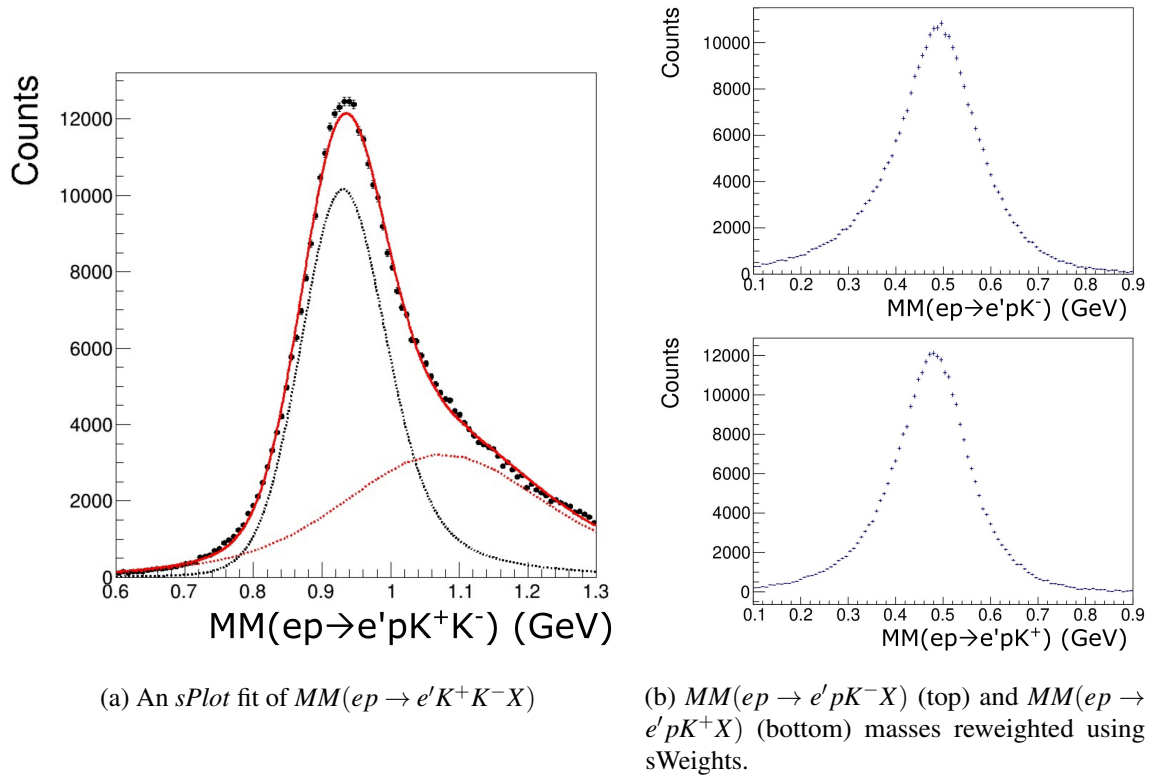 Counts
12000
10000
8000
6000
4000
2000
0
0.6 0.7 0.8 0.9 1 1.1 1.2 1.3
MM(ep→e'pK⁺K⁻) (GeV)
(a) An sPlot fit of MM(ep → e′K⁺K⁻X)
Counts
10000
8000
6000
4000
2000
0
0.1 0.2 0.3 0.4 0.5 0.6 0.7 0.8 0.9
MM(ep→e'pK⁻) (GeV)
Counts
12000
10000
8000
6000
4000
2000
0
0.1 0.2 0.3 0.4 0.5 0.6 0.7 0.8 0.9
MM(ep→e'pK⁺) (GeV)
(b) MM(ep → e′pK⁻X) (top) and MM(ep →
e′pK⁺X) (bottom) masses reweighted using
sWeights.